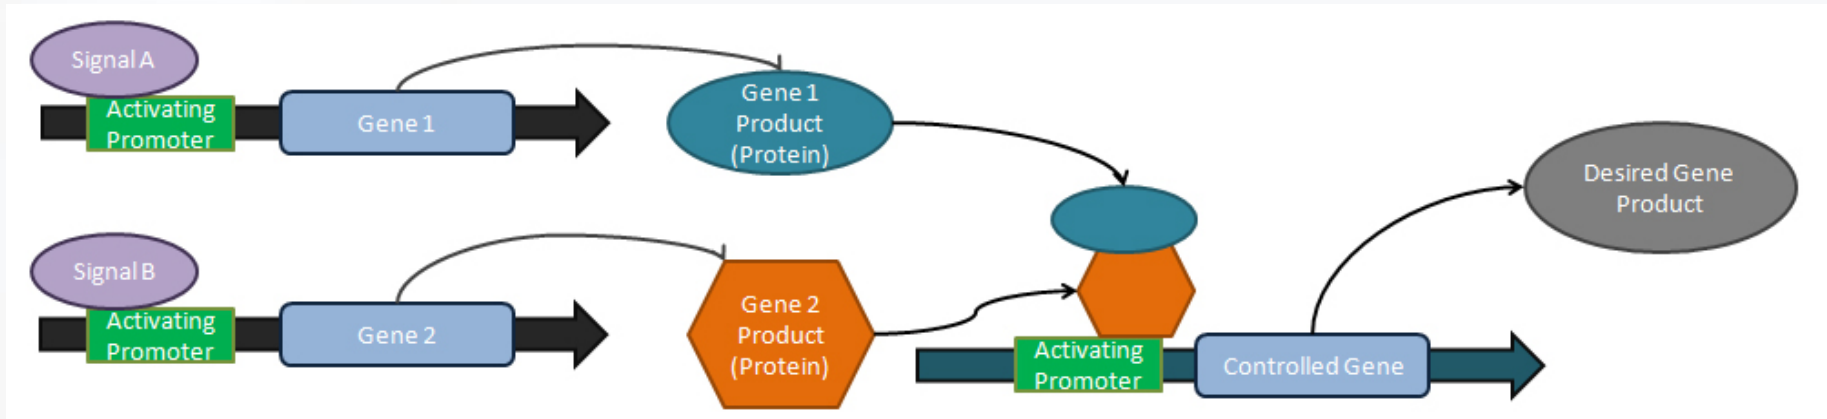 Signal A
Activating
Promoter
Gene 1
Gene 1
Product
(Protein)
Signal B
Activating
Promoter
Gene 2
Gene 2
Product
(Protein)
Activating
Promoter
Controlled Gene
Desired Gene
Product